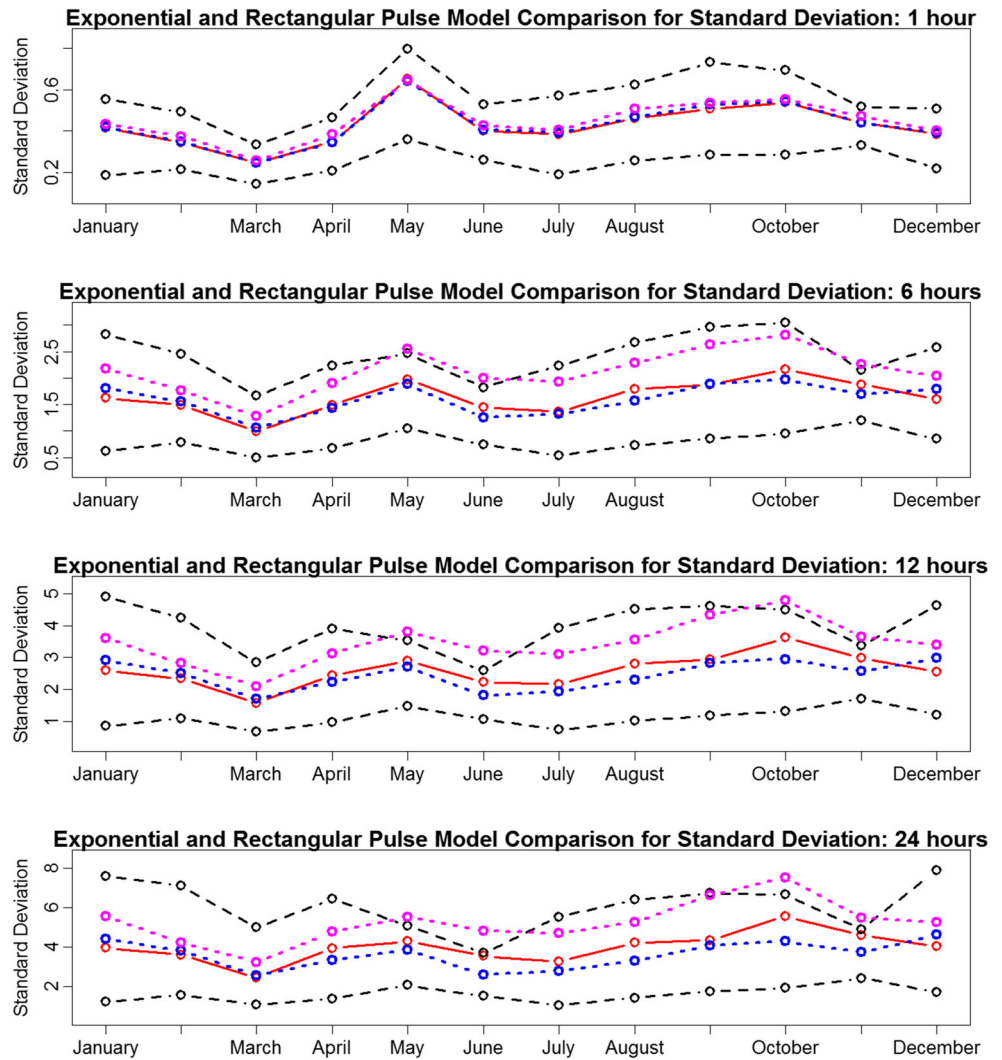 Exponential and Rectangular Pulse Model Comparison for Standard Deviation: 1 hour
Standard Deviation
0.6
0.2
January March April May June July August October December
Exponential and Rectangular Pulse Model Comparison for Standard Deviation: 6 hours
Standard Deviation
2.5
1.5
0.5
January March April May June July August October December
Exponential and Rectangular Pulse Model Comparison for Standard Deviation: 12 hours
Standard Deviation
5
4
3
2
1
January March April May June July August October December
Exponential and Rectangular Pulse Model Comparison for Standard Deviation: 24 hours
Standard Deviation
8
6
4
2
January March April May June July August October December